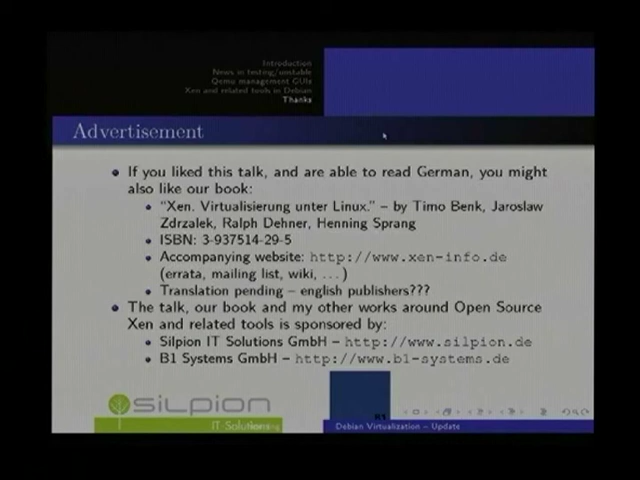 Introduction
News in testing/unstable
Qemu management GUIs
Xen and related tools in Debian
Thanks
Advertisement
If you liked this talk, and are able to read German, you might
also like our book:
"Xen. Virtualisierung unter Linux." – by Timo Benk, Jaroslaw
Zdrzalek, Ralph Dehner, Henning Sprang
ISBN: 3-937514-29-5
Accompanying website: http://www.xen-info.de
(errata, mailing list, wiki, ...)
Translation pending – english publishers???
The talk, our book and my other works around Open Source
Xen and related tools is sponsored by:
Silpion IT Solutions GmbH – http://www.silpion.de
B1 Systems GmbH – http://www.b1-systems.de
silpion
IT-Solutions
B1
Debian Virtualization – Update